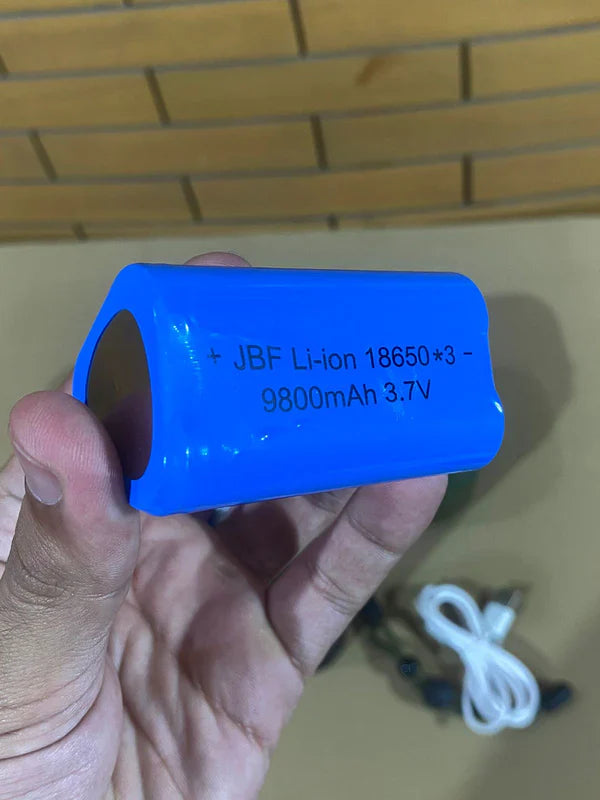 + JBF Li-ion 18650*3 -
9800mAh 3.7V